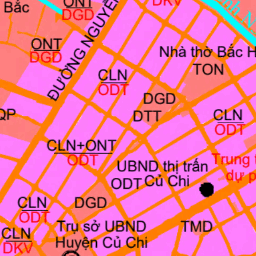 Bắc
ONT
DGD
DKV
ĐƯỜNG NGUYỄ
ONT
DGD
Nhà thờ Bắc H
TON
CLN
ODT
DGD
DTT
QP
CLN
ODT
CLN+ONT
ODT
Trung t
dự p
UBND thị trấn
Củ Chi
ODT
DGD
CLN
ODT
Trụ sở UBND
Huyện Củ Chi
TMD
CLN
DKV